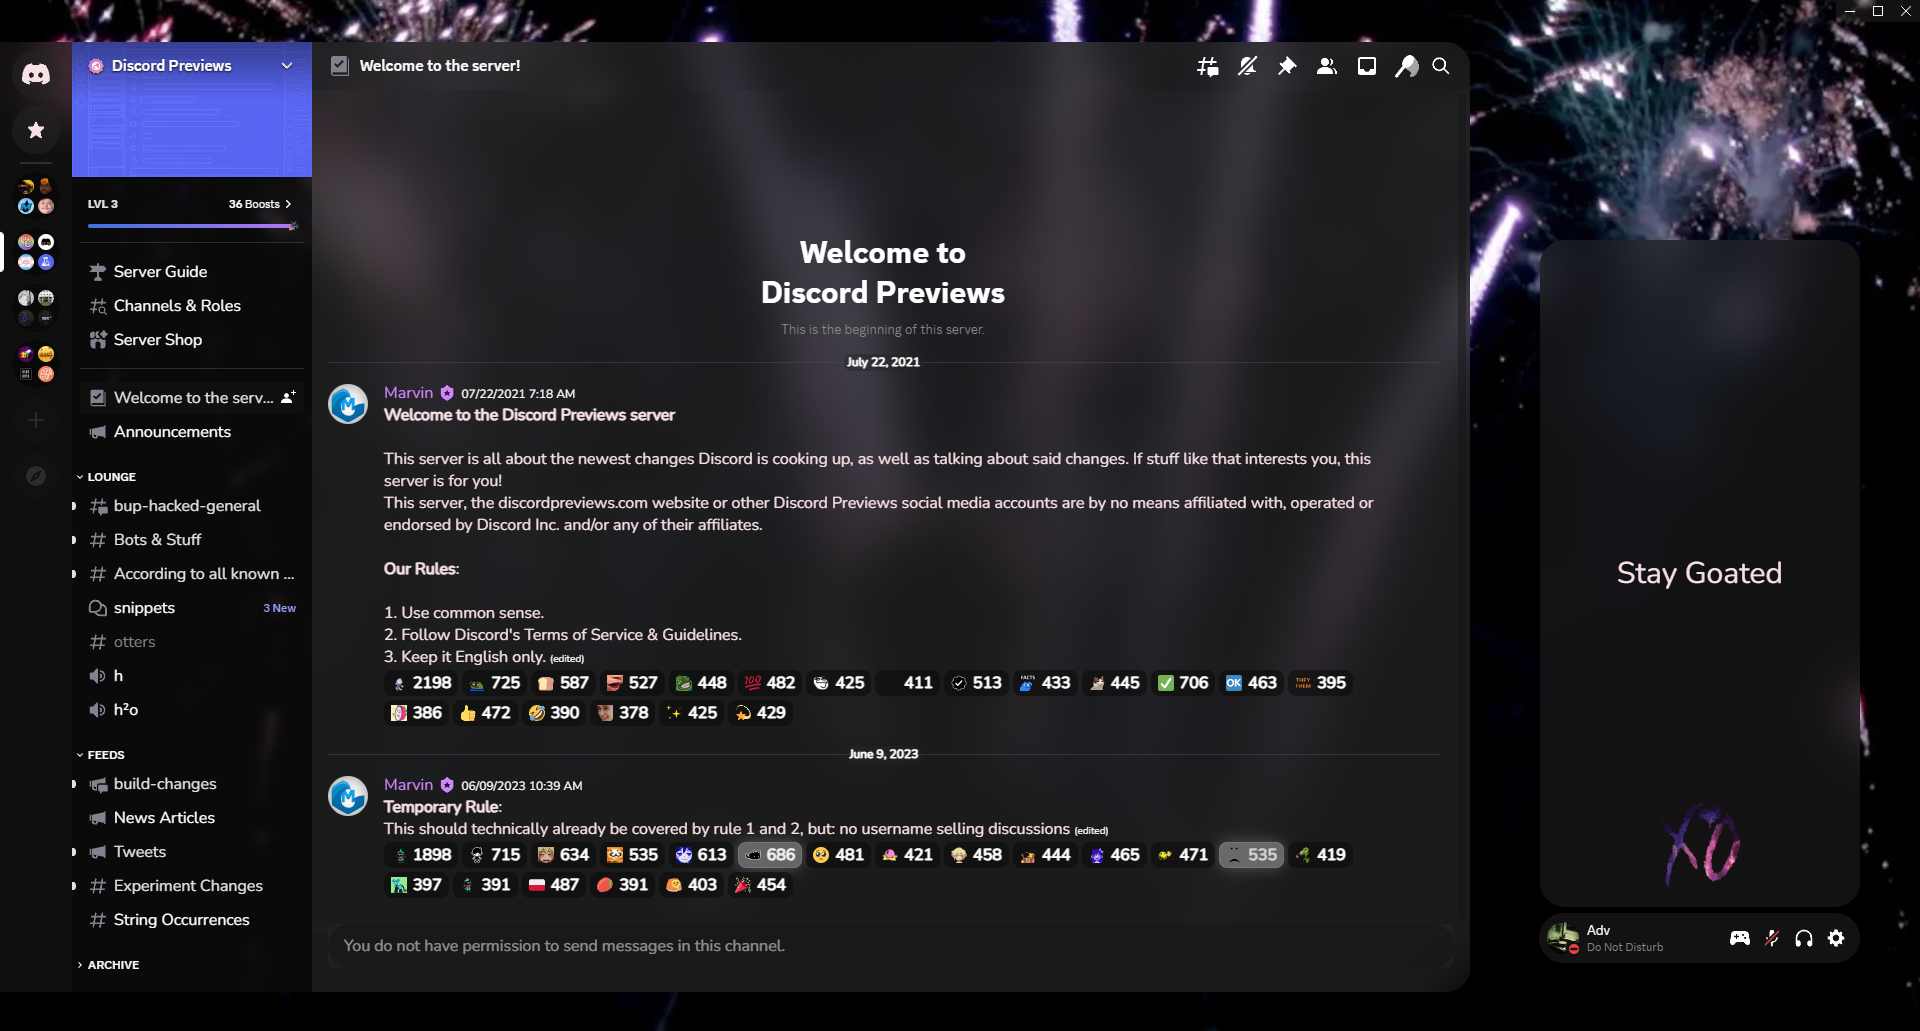 Discord Previews
LVL 3
36 Boosts
Server Guide
Channels & Roles
Server Shop
Welcome to the serv...
Announcements
LOUNGE
bup-hacked-general
Bots & Stuff
According to all known ...
snippets
3 New
otters
h
h²o
FEEDS
build-changes
News Articles
Tweets
Experiment Changes
String Occurrences
ARCHIVE
Welcome to the server!
Welcome to
Discord Previews
This is the beginning of this server.
July 22, 2021
Marvin 07/22/2021 7:18 AM
Welcome to the Discord Previews server
This server is all about the newest changes Discord is cooking up, as well as talking about said changes. If stuff like that interests you, this
server is for you!
This server, the discordpreviews.com website or other Discord Previews social media accounts are by no means affiliated with, operated or
endorsed by Discord Inc. and/or any of their affiliates.
Our Rules:
1. Use common sense.
2. Follow Discord's Terms of Service & Guidelines.
3. Keep it English only. (edited)
2198 725 587 527 448 100 482 425 411 513 FACTS 433 445 706 OK 463 THEY THEM 395
386 472 390 378 425 429
June 9, 2023
Marvin 06/09/2023 10:39 AM
Temporary Rule:
This should technically already be covered by rule 1 and 2, but: no username selling discussions (edited)
1898 715 634 535 613 686 481 421 458 444 465 471 535 419
397 391 487 391 403 454
You do not have permission to send messages in this channel.
Stay Goated
XO
Adv
Do Not Disturb